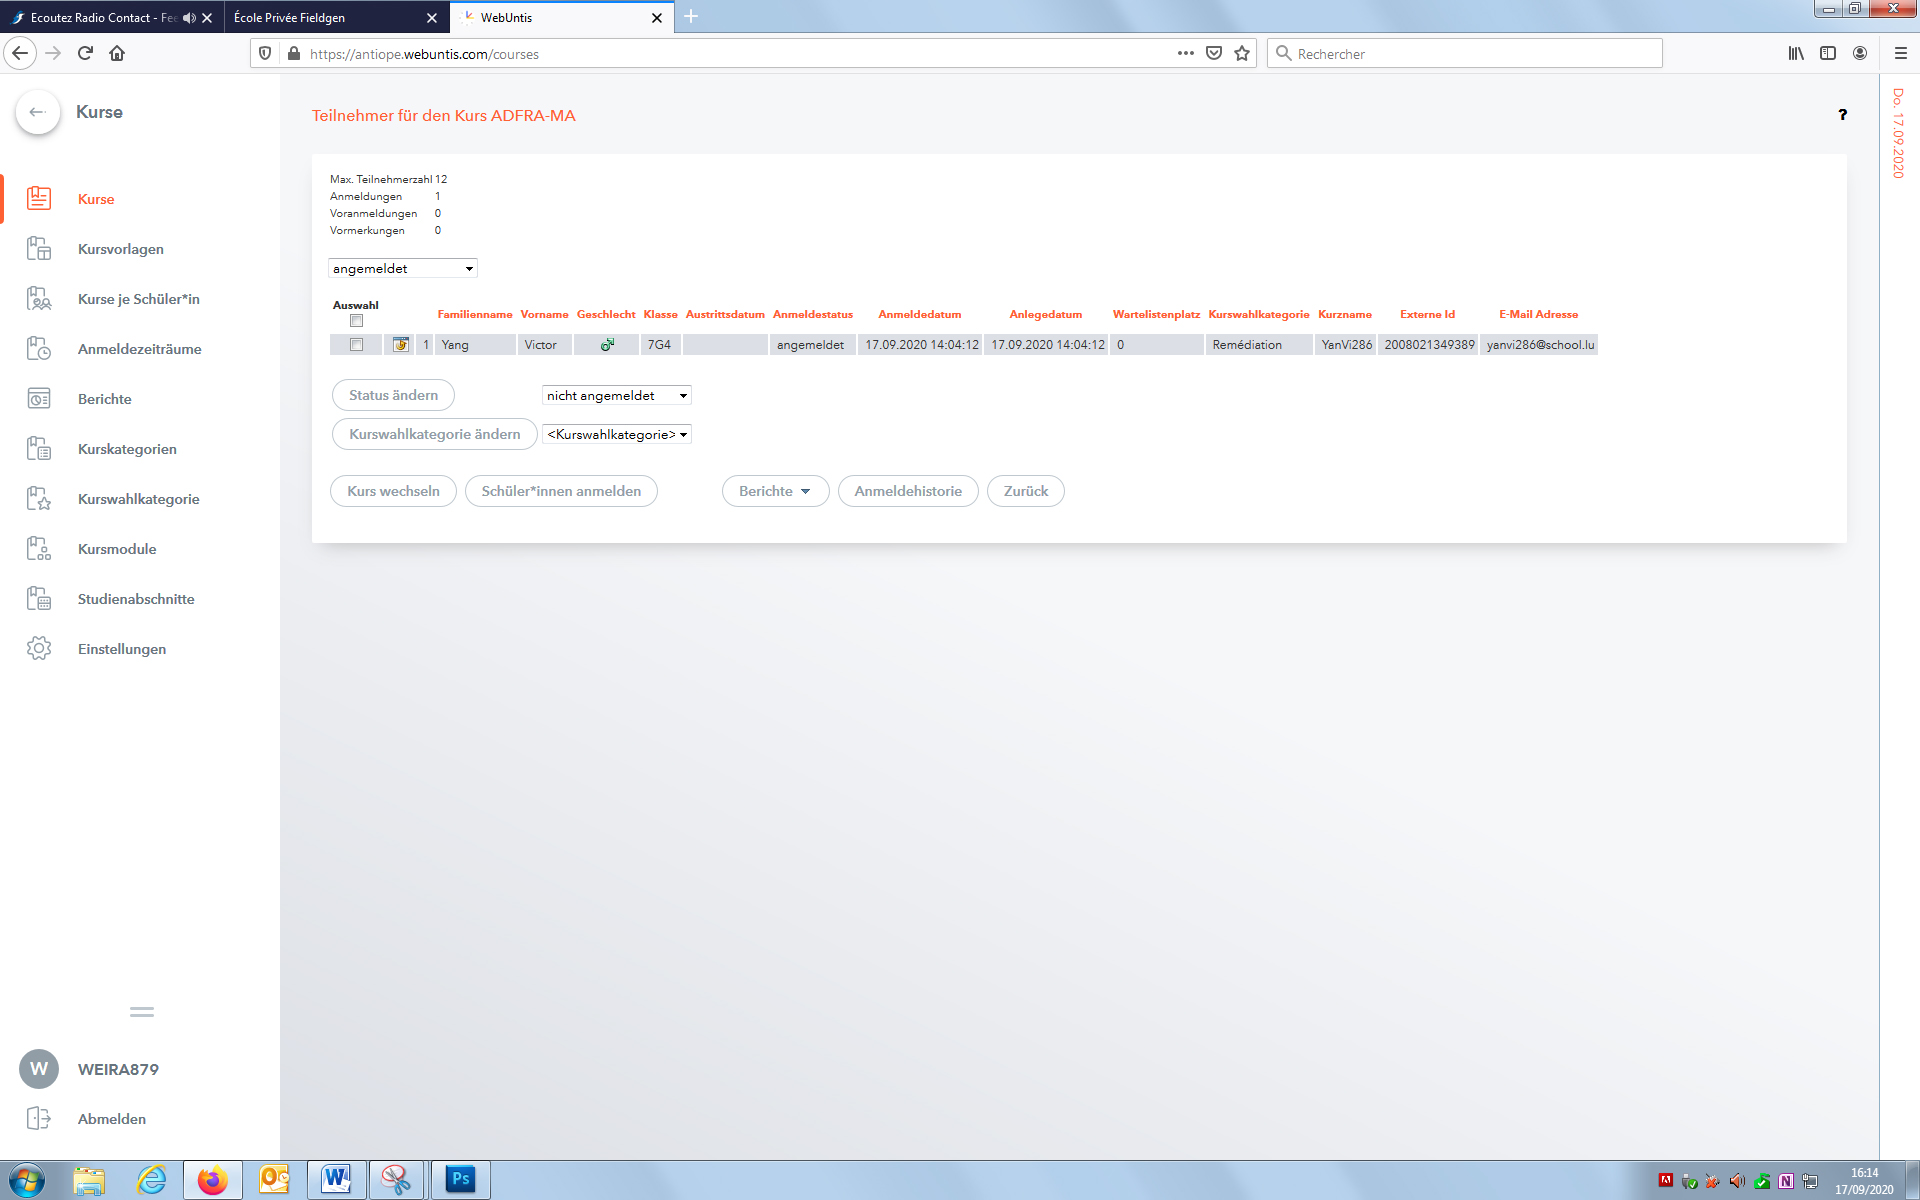 Ecoutez Radio Contact - Fee
École Privée Fieldgen
WebUntis
https://antiope.webuntis.com/courses
Rechercher
Kurse
Teilnehmer für den Kurs ADFRA-MA
?
Do. 17.09.2020
Kurse
Kursvorlagen
Kurse je Schüler*in
Anmeldezeiträume
Berichte
Kurskategorien
Kurswahlkategorie
Kursmodule
Studienabschnitte
Einstellungen
W WEIRA879
Abmelden
Max. Teilnehmerzahl 12
Anmeldungen 1
Voranmeldungen 0
Vormerkungen 0
angemeldet
Auswahl Familienname Vorname Geschlecht Klasse Austrittsdatum Anmeldestatus Anmeldedatum Anlegedatum Wartelistenplatz Kurswahlkategorie Kurzname Externe Id E-Mail Adresse
1 Yang Victor 7G4 angemeldet 17.09.2020 14:04:12 17.09.2020 14:04:12 0 Remédiation YanVi286 2008021349389 yanvi286@school.lu
Status ändern nicht angemeldet
Kurswahlkategorie ändern <Kurswahlkategorie>
Kurs wechseln Schüler*innen anmelden Berichte Anmeldehistorie Zurück
W
Ps
N
16:14
17/09/2020